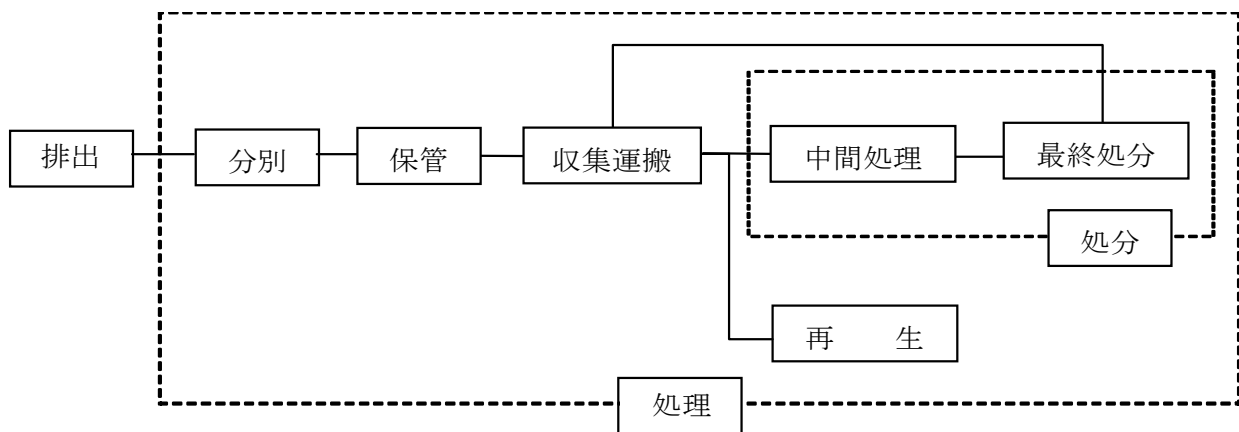 排出
分別
保管
収集運搬
中間処理
最終処分
処分
再　　生
処理